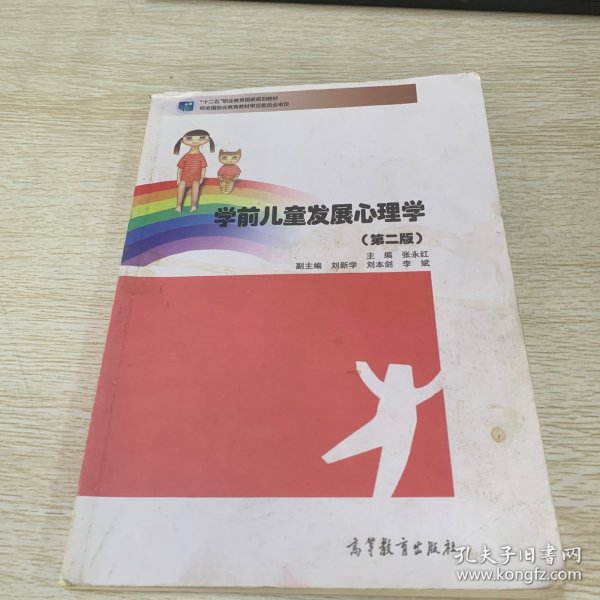 “十二五”职业教育国家规划教材
经全国职业教育教材审定委员会审定
学前儿童发展心理学
（第二版）
主 编 张永红
副主编 刘新学 刘本剑 李 斌
高等教育出版社
孔夫子旧书网
www.kongfz.com